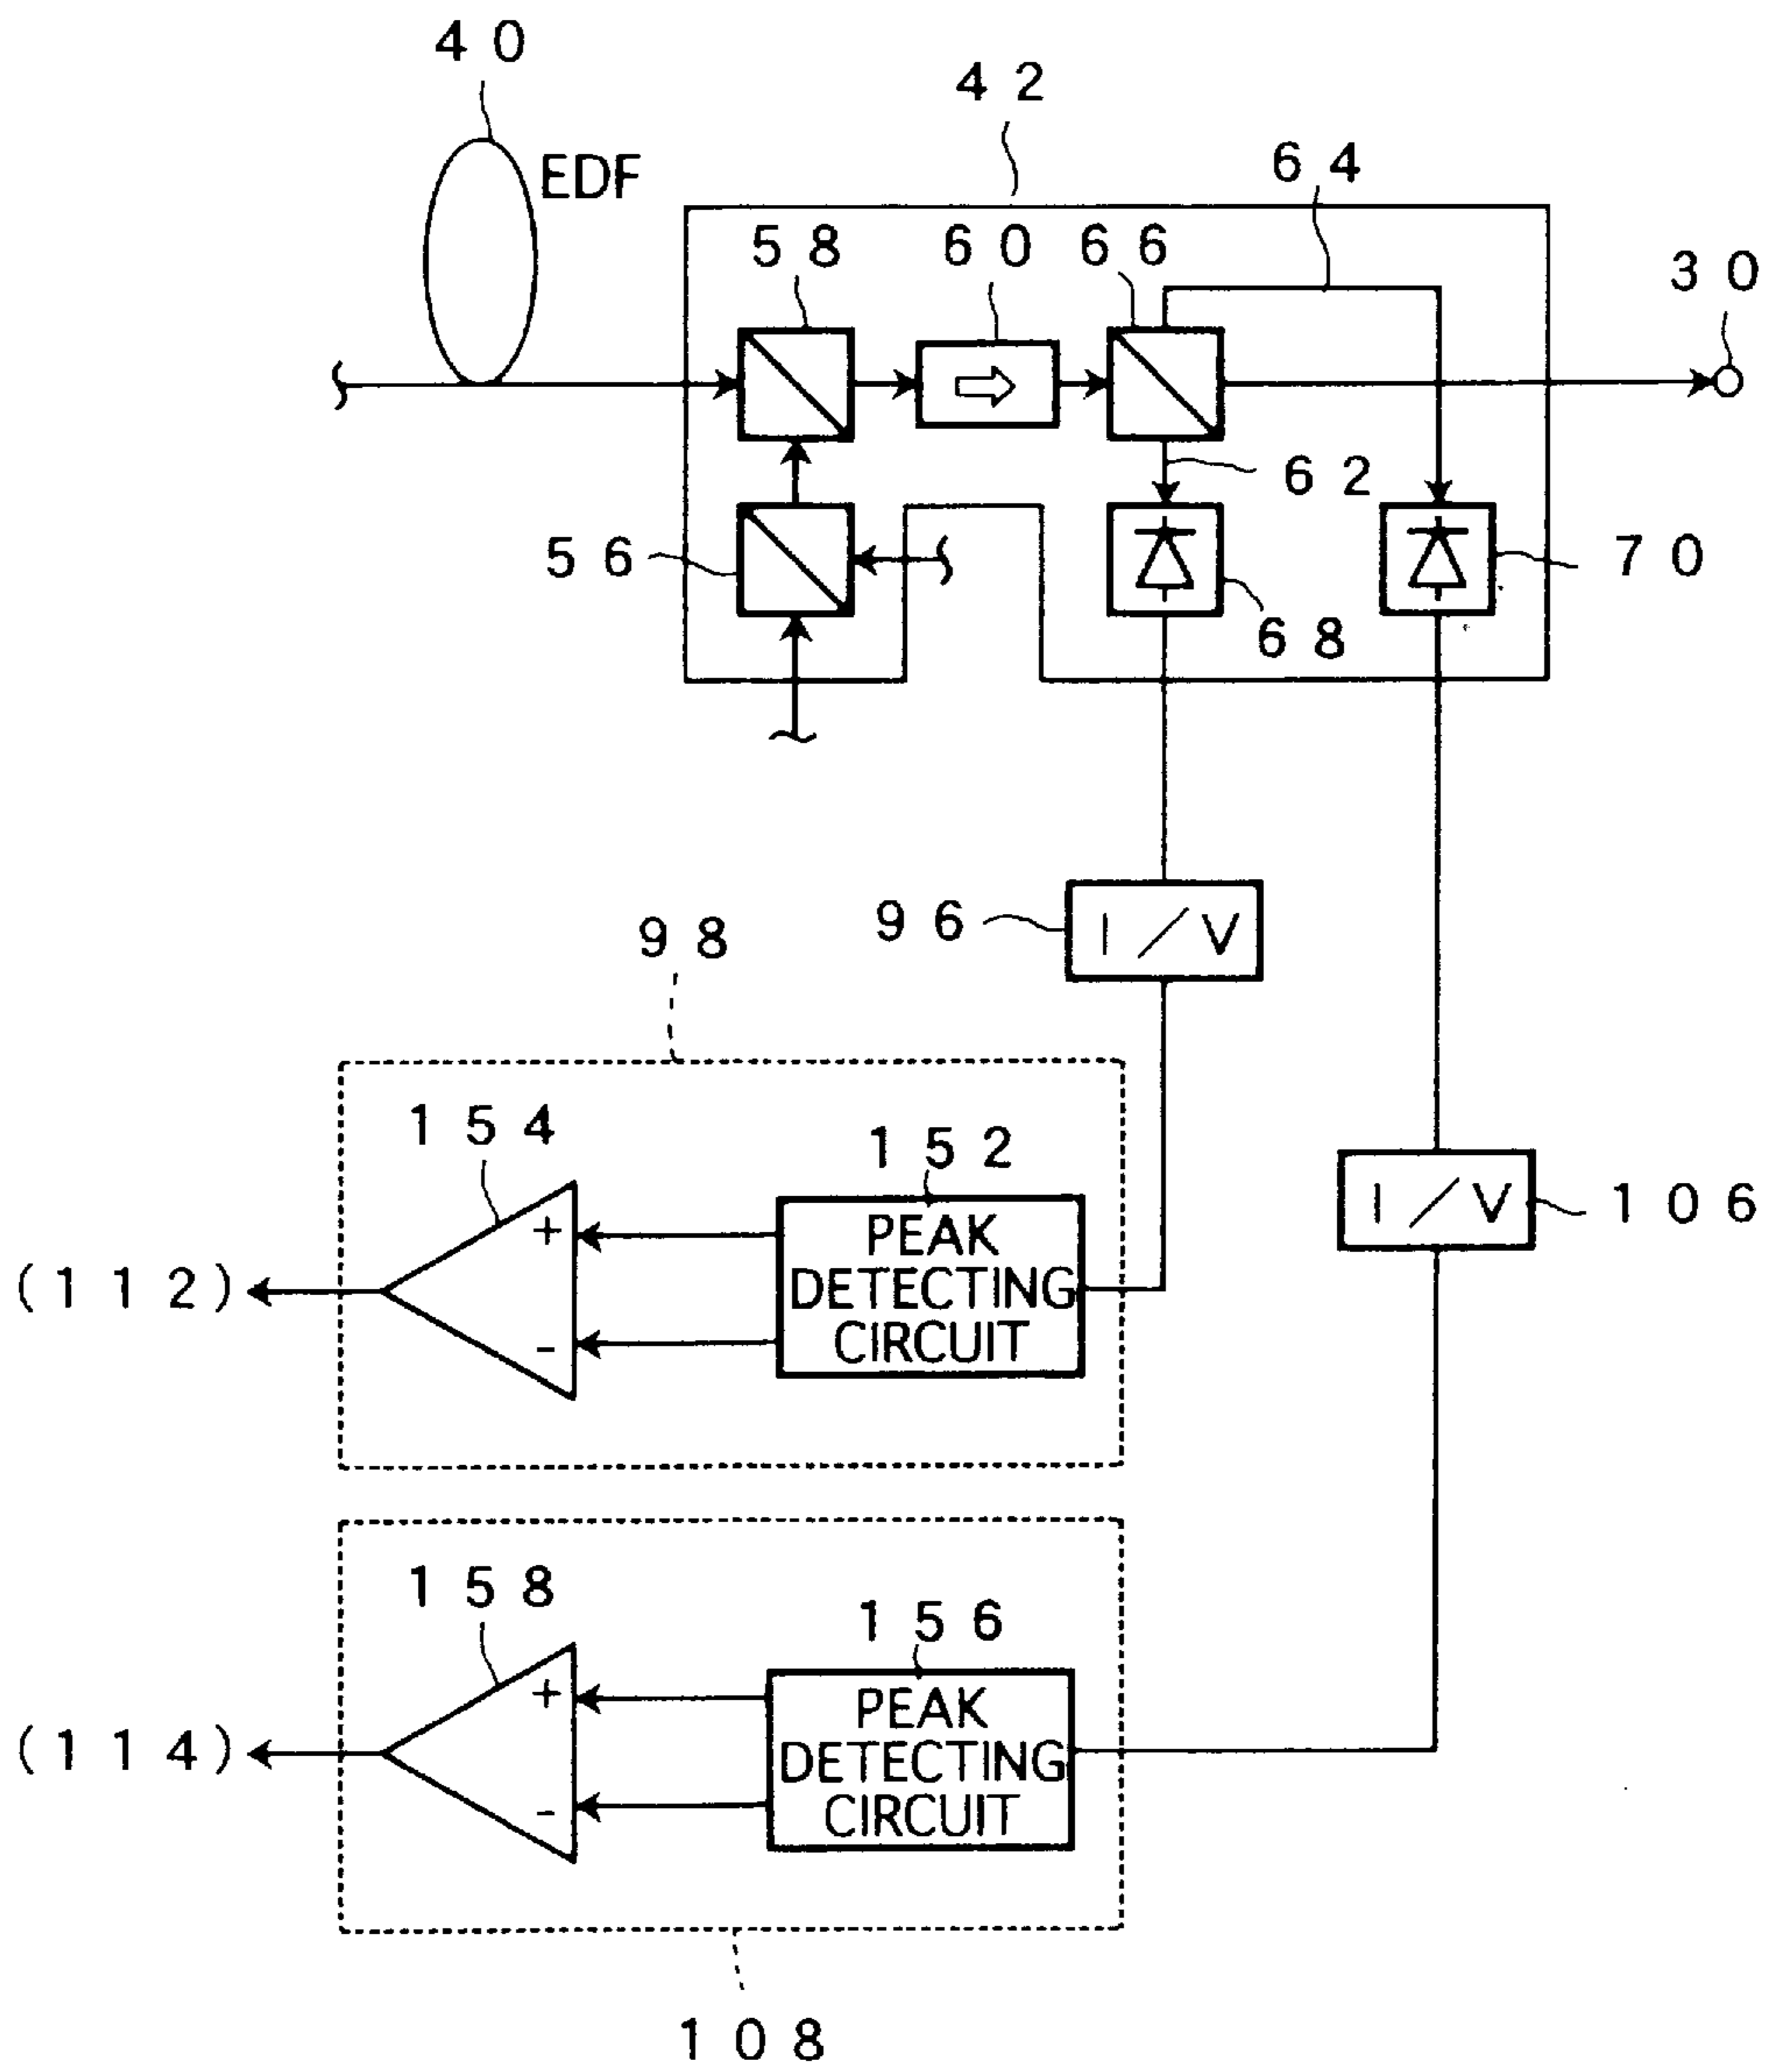 40
42
EDF
64
58
60
66
30
62
56
70
68
96
I/V
98
154
152
I/V
106
+
PEAK
DETECTING
CIRCUIT
(112)
-
158
156
+
PEAK
DETECTING
CIRCUIT
(114)
-
108